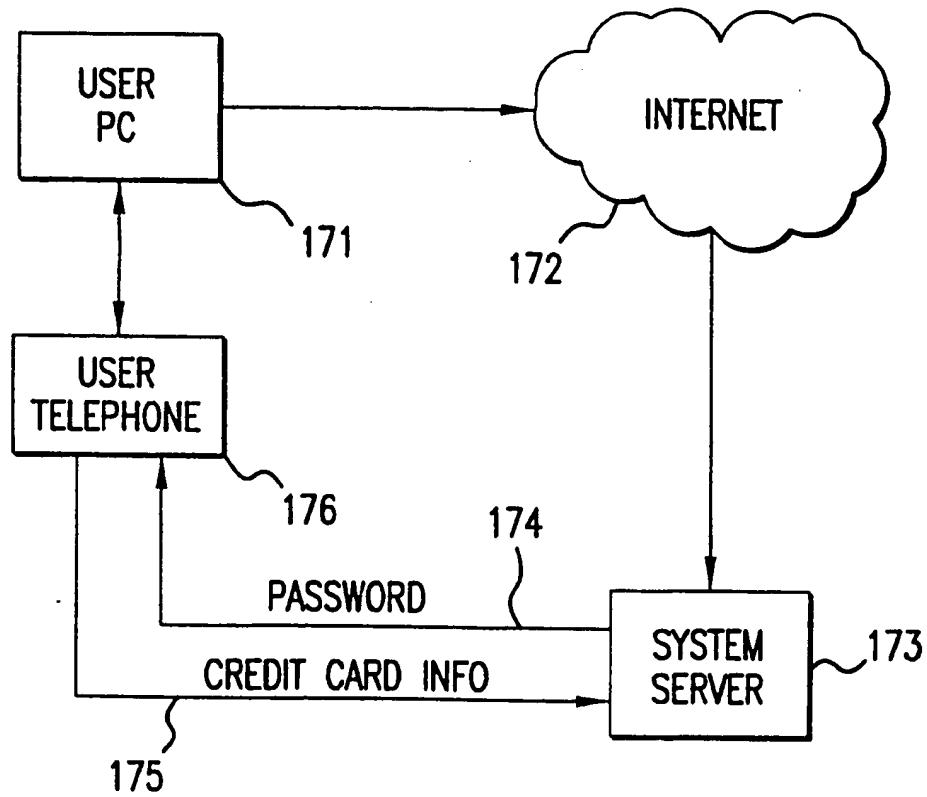 USER
PC
INTERNET
171
172
USER
TELEPHONE
176
174
PASSWORD
SYSTEM
SERVER
173
CREDIT CARD INFO
175